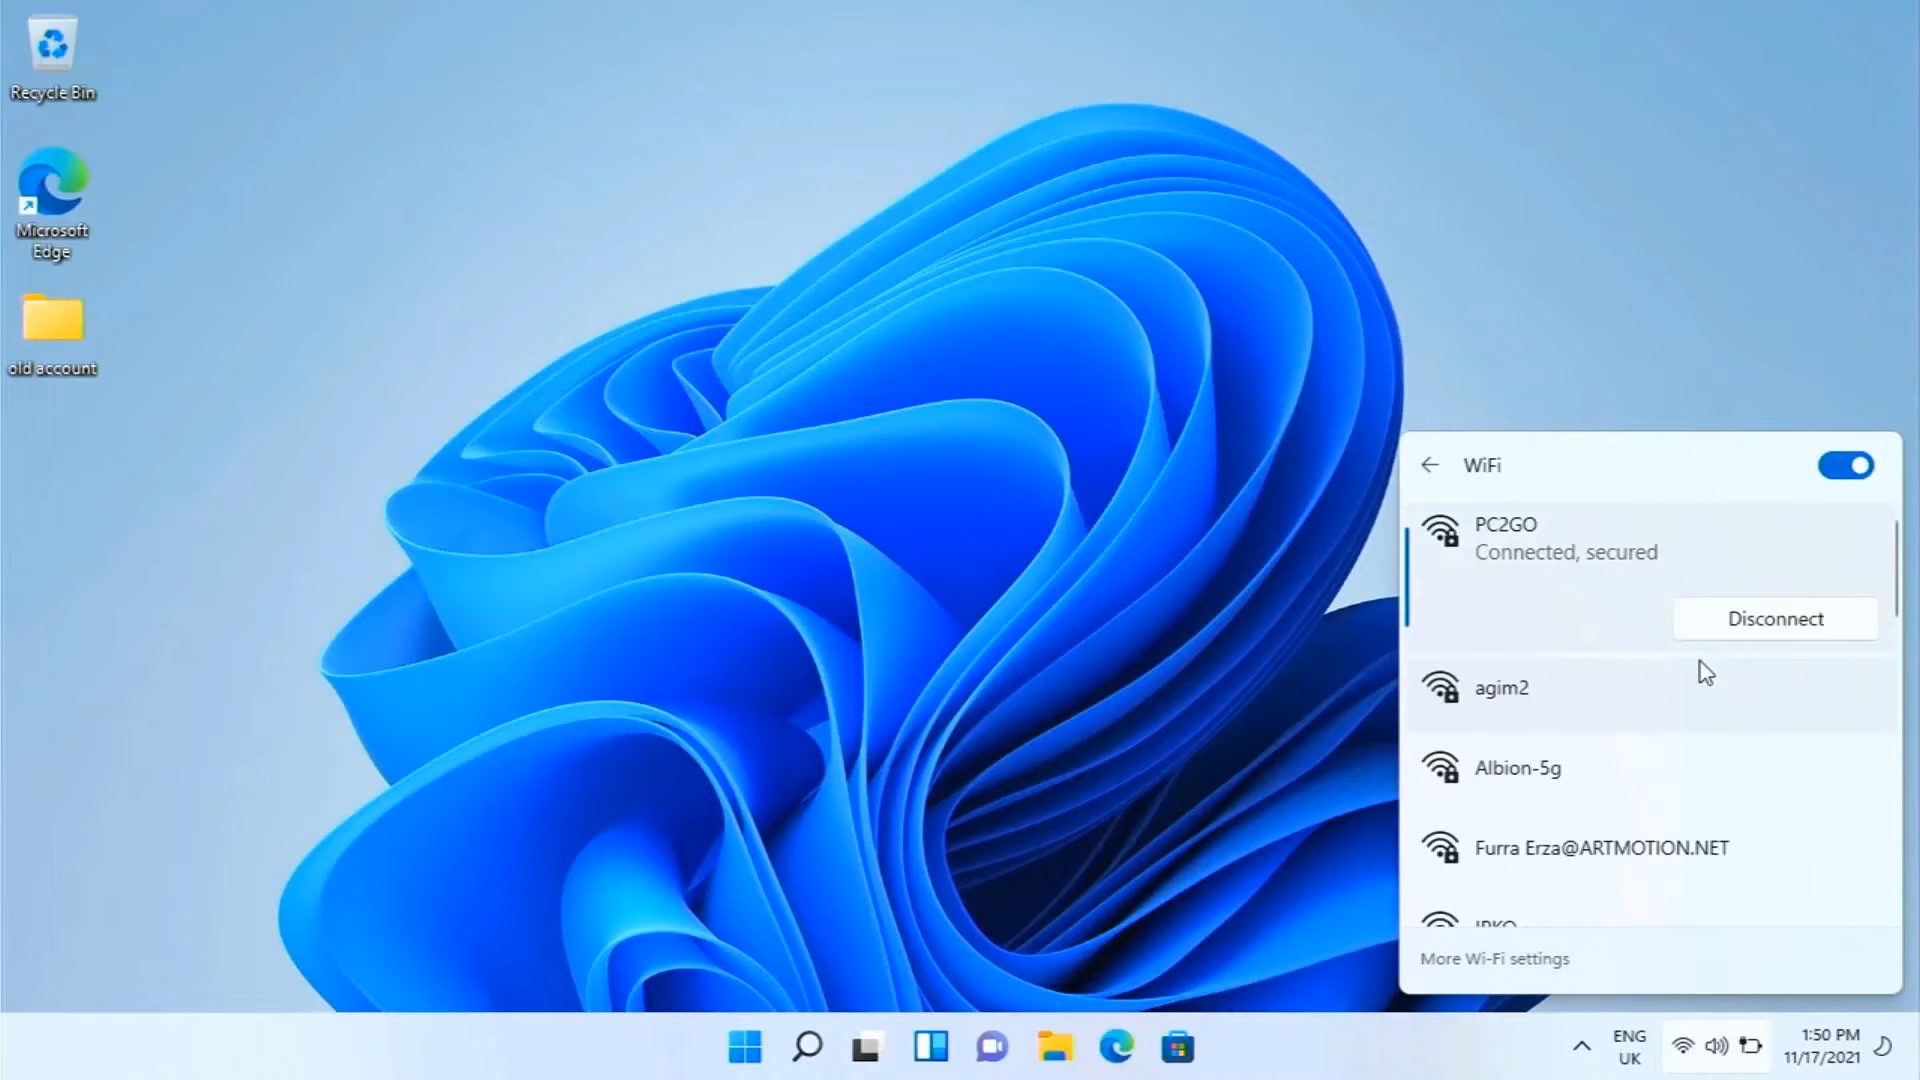 Recycle Bin
Microsoft
Edge
old account
WiFi
PC2GO
Connected, secured
Disconnect
agim2
Albion-5g
Furra Erza@ARTMOTION.NET
IPKO
More Wi-Fi settings
ENG
UK
1:50 PM
11/17/2021